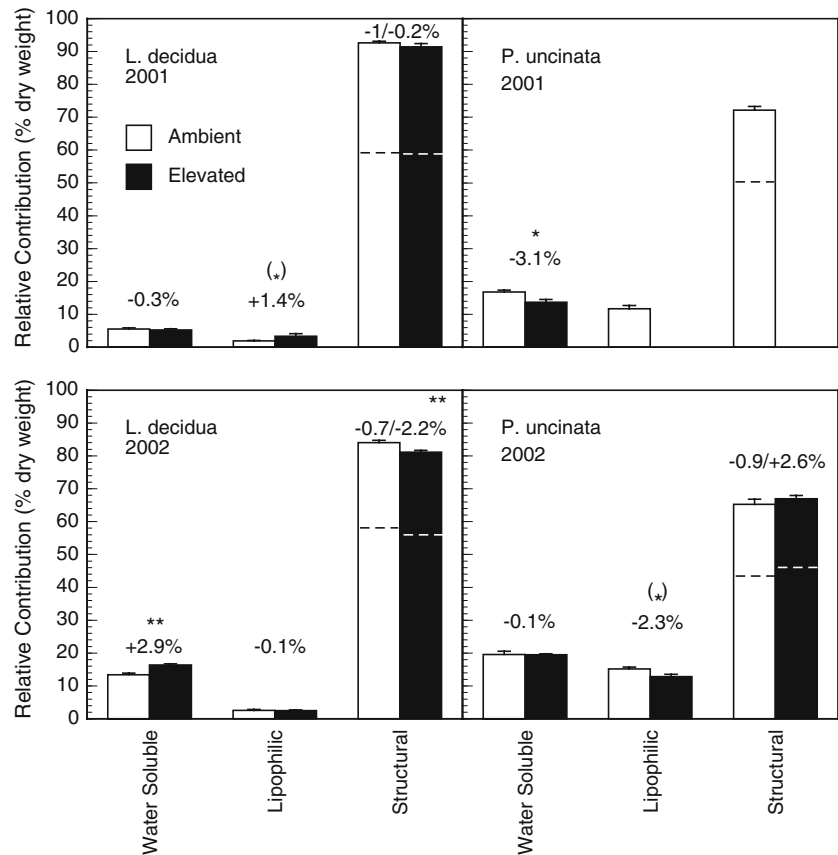 Relative Contribution (% dry weight)
100
90
80
70
60
50
40
30
20
10
0
L. decidua
2001
Ambient
Elevated
-0.3%
(*)
+1.4%
-1/-0.2%
P. uncinata
2001
*
-3.1%
Relative Contribution (% dry weight)
100
90
80
70
60
50
40
30
20
10
0
L. decidua
2002
**
+2.9%
-0.1%
**
-0.7/-2.2%
P. uncinata
2002
-0.1%
(*)
-2.3%
-0.9/+2.6%
Water Soluble
Lipophilic
Structural
Water Soluble
Lipophilic
Structural